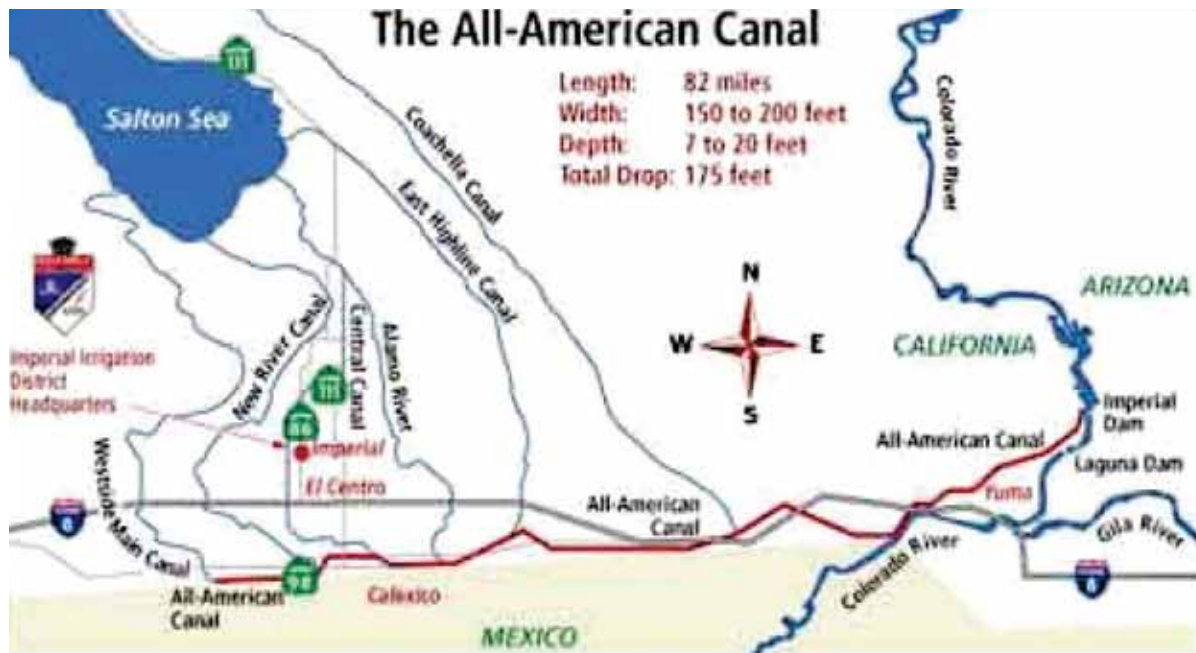 The All-American Canal
Length: 82 miles
Width: 150 to 200 feet
Depth: 7 to 20 feet
Total Drop: 175 feet
111
Salton Sea
Coachella Canal
East Highline Canal
Colorado River
N
W E
S
ARIZONA
CALIFORNIA
Imperial Irrigation
District
Headquarters
New River Canal
Central Canal
Alamo River
111
86
Imperial
El Centro
Westside Main Canal
8
All-American
Canal
98
Calexico
MEXICO
All-American
Canal
All-American Canal
Imperial
Dam
Laguna Dam
Yuma
Gila River
Colorado River
8